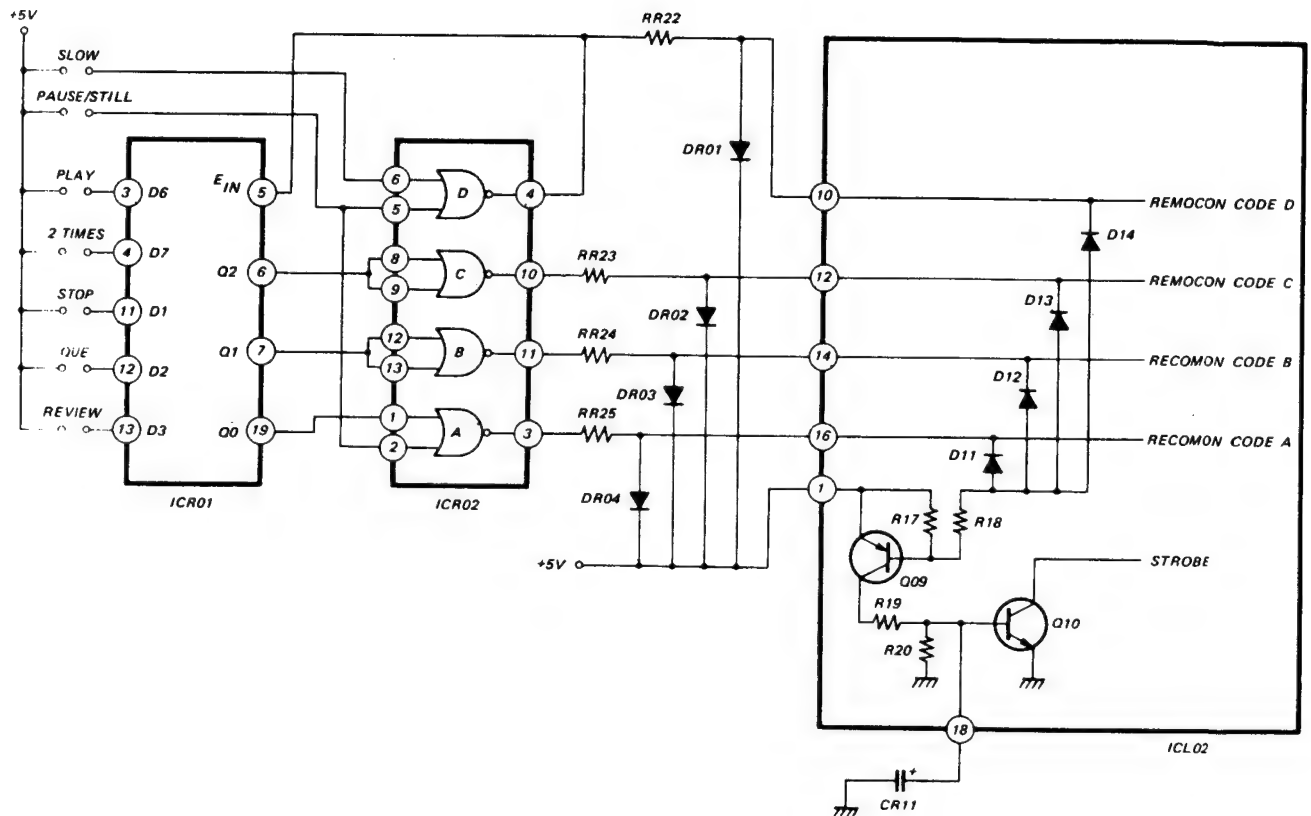 +5V
SLOW
PAUSE/STILL
PLAY
3 D6
2 TIMES
4 D7
STOP
11 D1
QUE
12 D2
REVIEW
13 D3
E IN 5
Q2 6
Q1 7
Q0 19
ICR01
6
5
D
4
8
9
C
10
12
13
B
11
1
2
A
3
ICR02
RR22
RR23
RR24
RR25
DR01
DR02
DR03
DR04
+5V
10
12
14
16
1
REMOCON CODE D
D14
REMOCON CODE C
D13
RECOMON CODE B
D12
RECOMON CODE A
D11
R17
R18
Q09
STROBE
R19
R20
Q10
18
ICL02
+
CR11